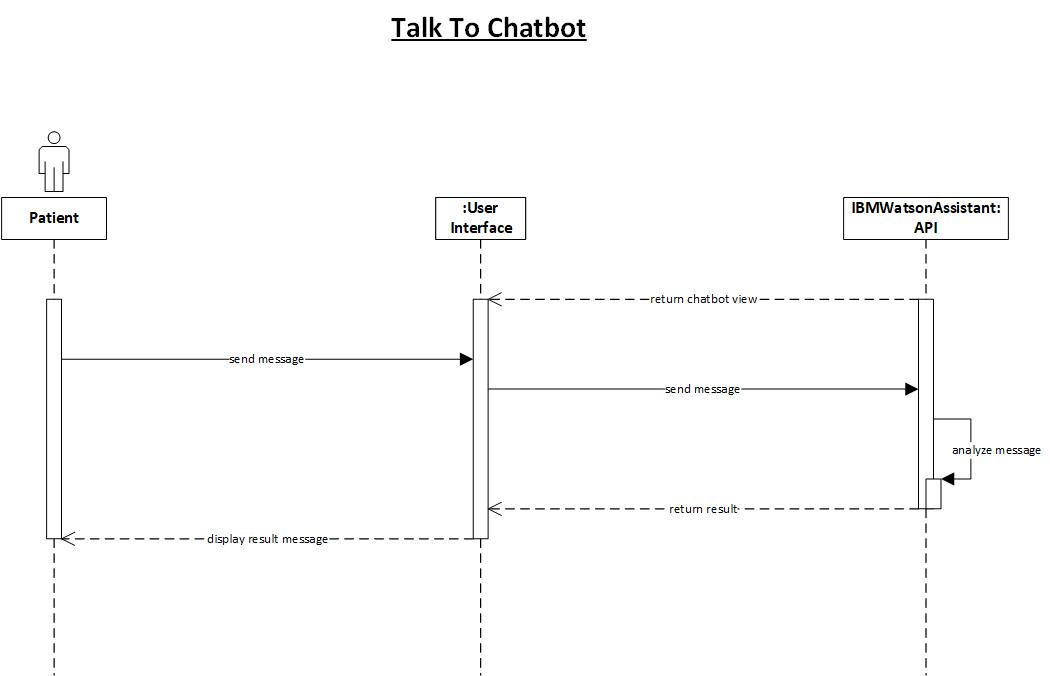 Talk To Chatbot
Patient
:User
Interface
IBMWatsonAssistant:
API
return chatbot view
send message
send message
analyze message
return result
display result message